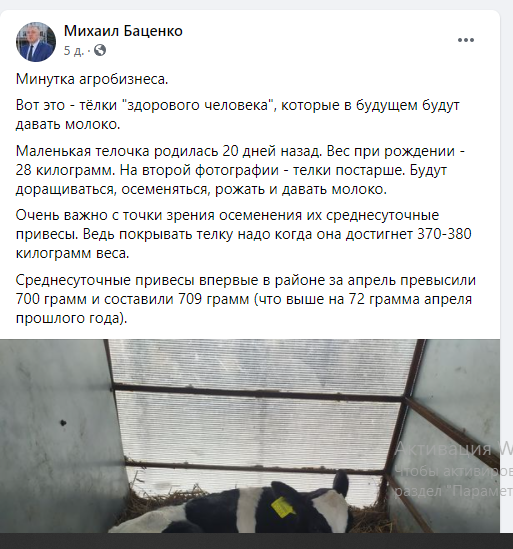 Михаил Баценко
5 д. ·
Минутка агробизнеса.
Вот это - тёлки "здорового человека", которые в будущем будут
давать молоко.
Маленькая телочка родилась 20 дней назад. Вес при рождении -
28 килограмм. На второй фотографии - телки постарше. Будут
доращиваться, осеменяться, рожать и давать молоко.
Очень важно с точки зрения осеменения их среднесуточные
привесы. Ведь покрывать телку надо когда она достигнет 370-380
килограмм веса.
Среднесуточные привесы впервые в районе за апрель превысили
700 грамм и составили 709 грамм (что выше на 72 грамма апреля
прошлого года).
Активация W
Чтобы активиров
раздел "Парамет